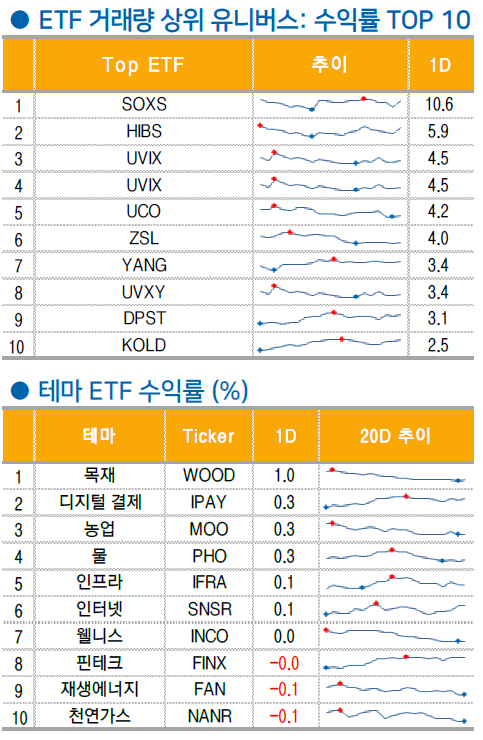 ● ETF 거래량 상위 유니버스: 수익률 TOP 10
Top ETF 추이 1D
1 SOXS 10.6
2 HIBS 5.9
3 UVIX 4.5
4 UVIX 4.5
5 UCO 4.2
6 ZSL 4.0
7 YANG 3.4
8 UVXY 3.4
9 DPST 3.1
10 KOLD 2.5
● 테마 ETF 수익률 (%)
테마 Ticker 1D 20D 추이
1 목재 WOOD 1.0
2 디지털 결제 IPAY 0.3
3 농업 MOO 0.3
4 물 PHO 0.3
5 인프라 IFRA 0.1
6 인터넷 SNSR 0.1
7 웰니스 INCO 0.0
8 핀테크 FINX -0.0
9 재생에너지 FAN -0.1
10 천연가스 NANR -0.1